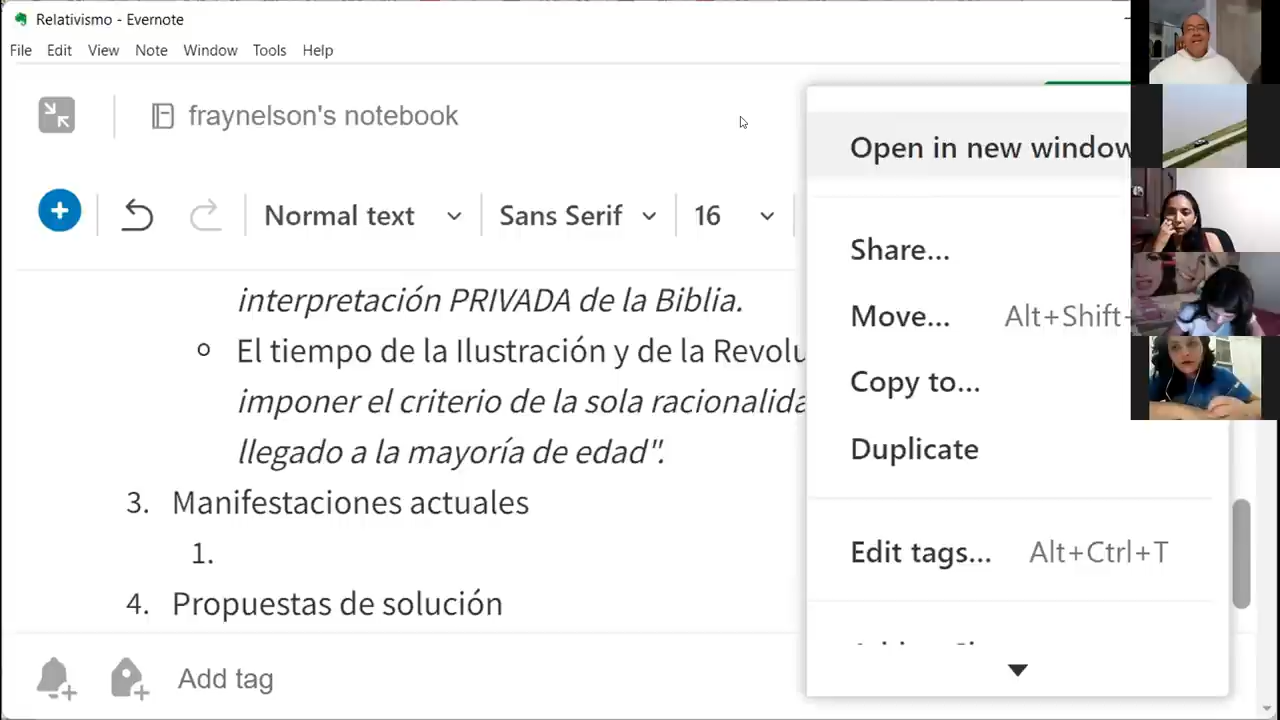 Relativismo - Evernote
File Edit View Note Window Tools Help
fraynelson's notebook
Normal text Sans Serif 16
interpretación PRIVADA de la Biblia.
El tiempo de la Ilustración y de la Revolu
imponer el criterio de la sola racionalida
llegado a la mayoría de edad".
3. Manifestaciones actuales
1.
4. Propuestas de solución
Add tag
Open in new window
Share...
Move... Alt+Shift-
Copy to...
Duplicate
Edit tags... Alt+Ctrl+T